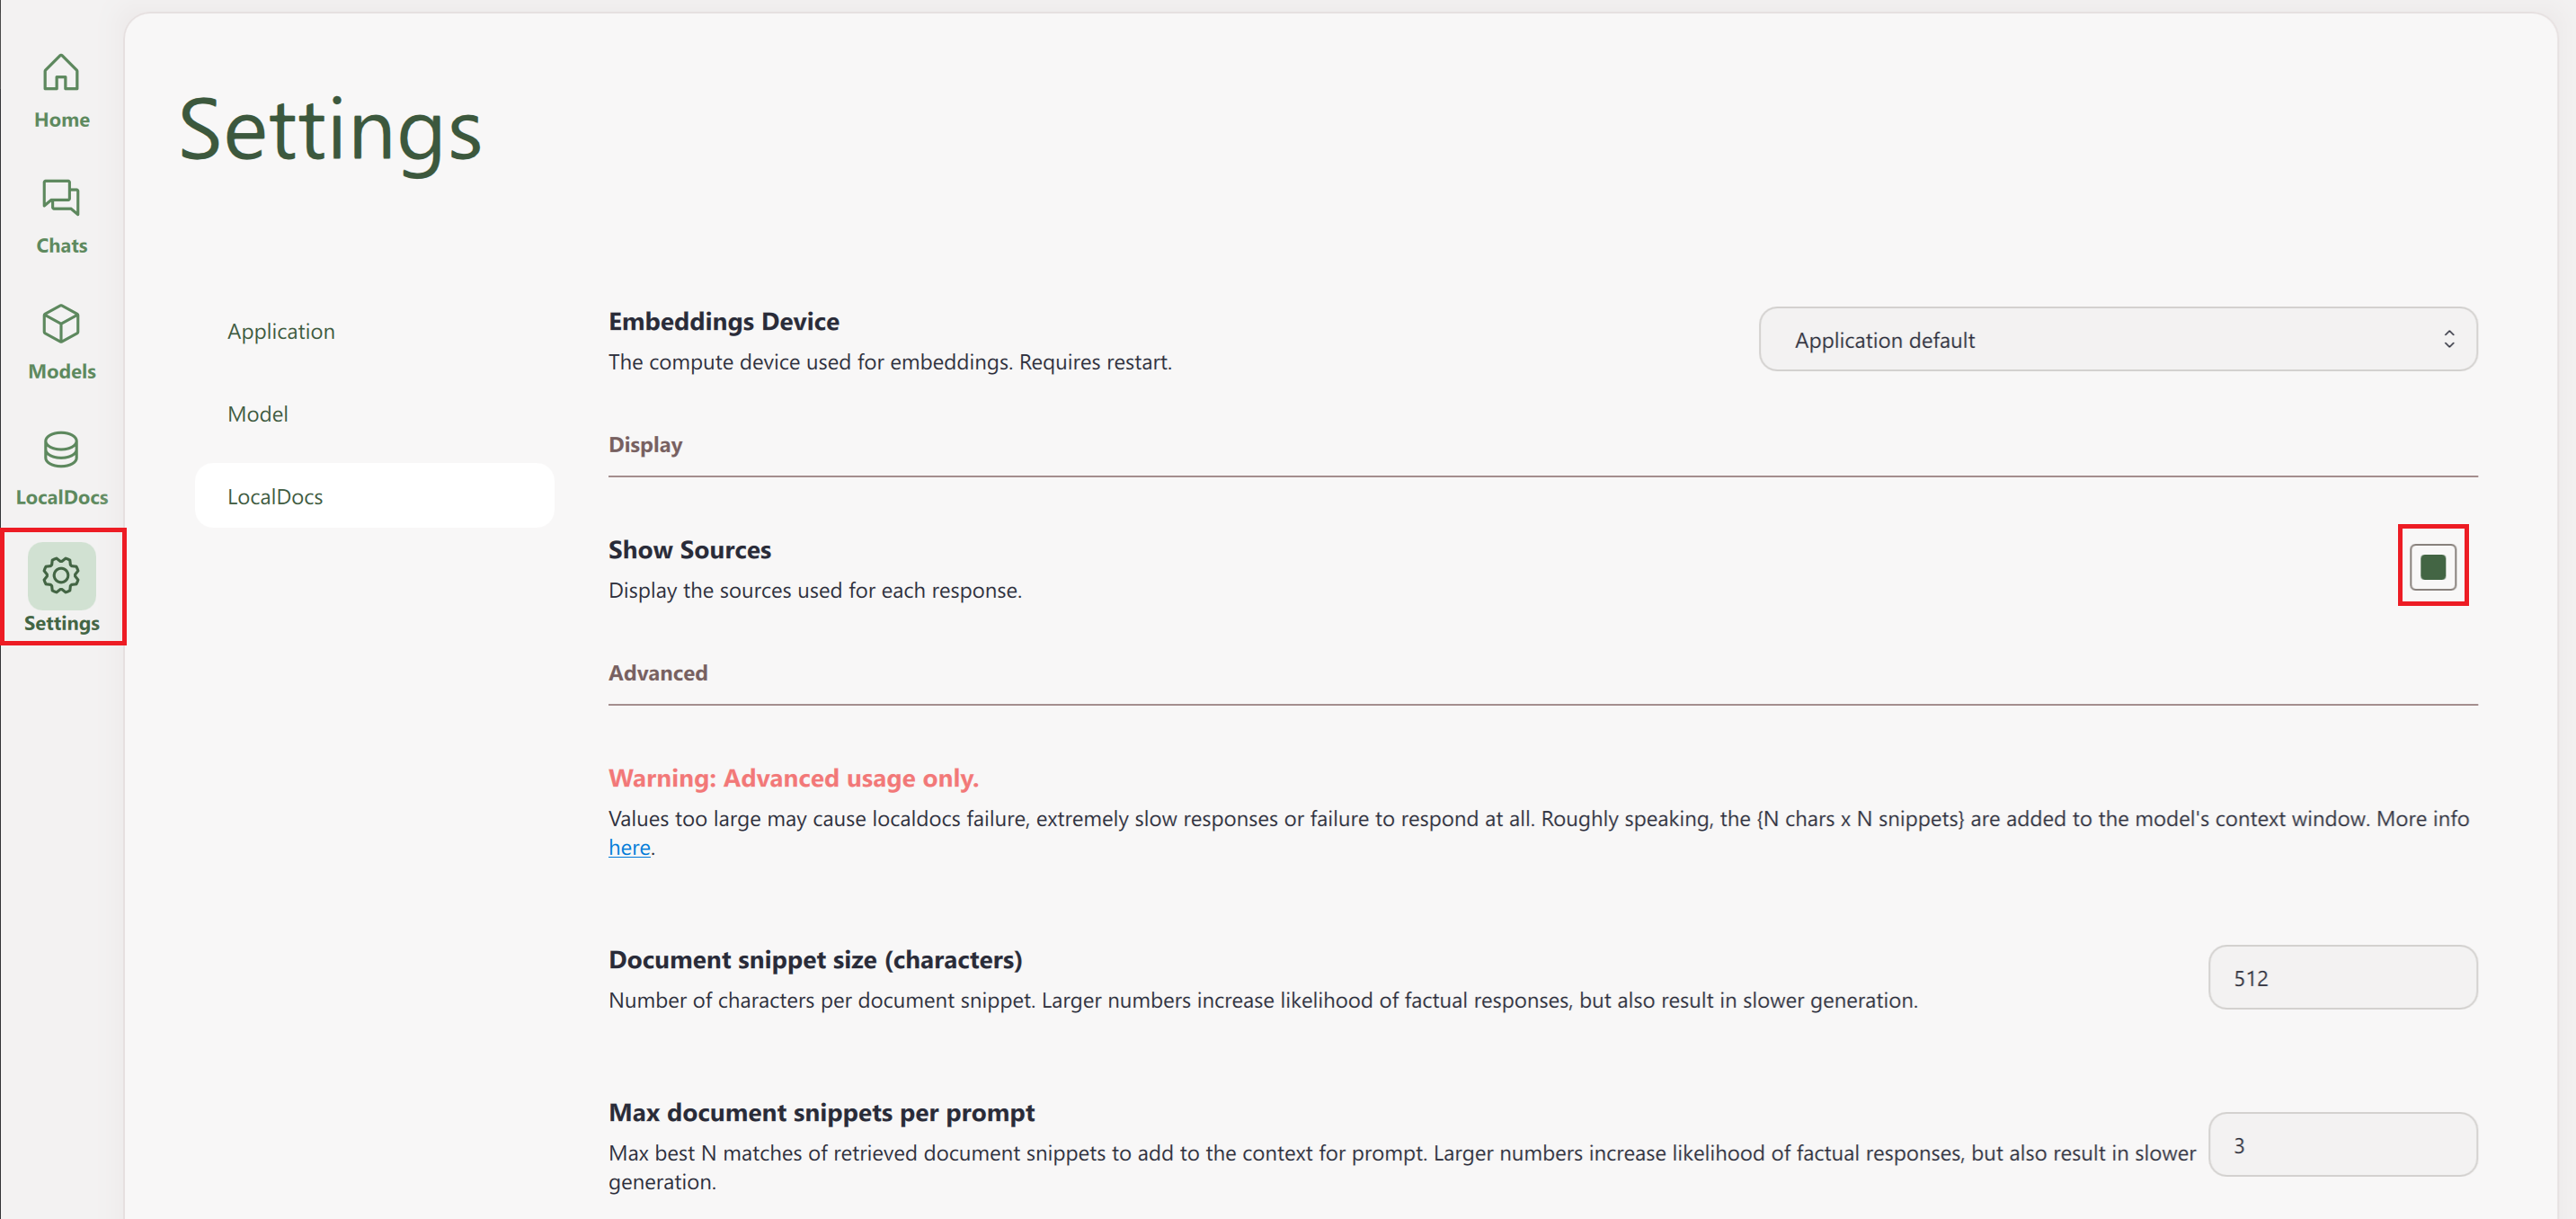 Home
Chats
Models
LocalDocs
Settings
Settings
Application
Model
LocalDocs
Embeddings Device
The compute device used for embeddings. Requires restart.
Application default
Display
Show Sources
Display the sources used for each response.
Advanced
Warning: Advanced usage only.
Values too large may cause localdocs failure, extremely slow responses or failure to respond at all. Roughly speaking, the {N chars x N snippets} are added to the model's context window. More info
here.
Document snippet size (characters)
Number of characters per document snippet. Larger numbers increase likelihood of factual responses, but also result in slower generation.
512
Max document snippets per prompt
Max best N matches of retrieved document snippets to add to the context for prompt. Larger numbers increase likelihood of factual responses, but also result in slower
generation.
3